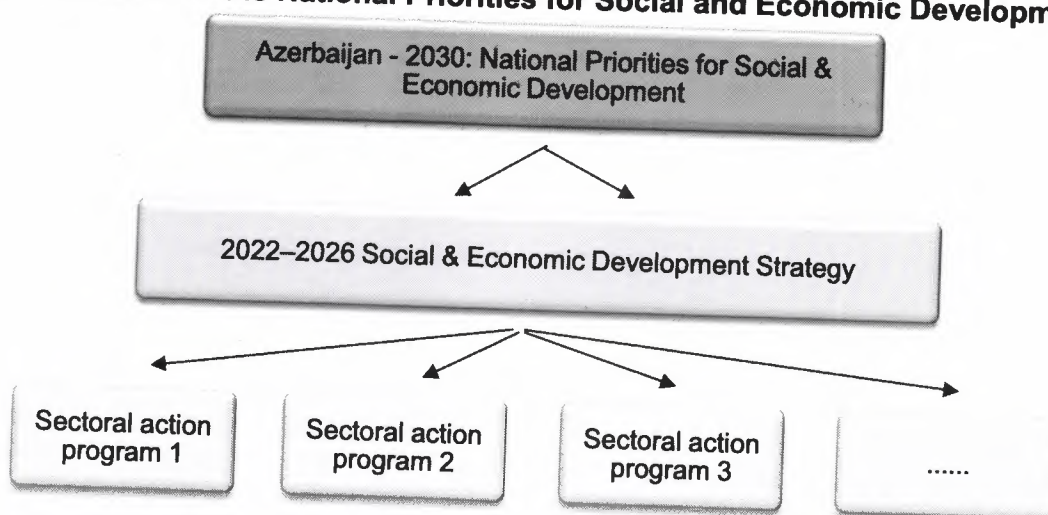 National Priorities for Social and Economic
Azerbaijan - 2030: National Priorities for Social &
Economic Development
2022–2026 Social & Economic Development Strategy
Sectoral action
program 1
Sectoral action
program 2
Sectoral action
program 3
......